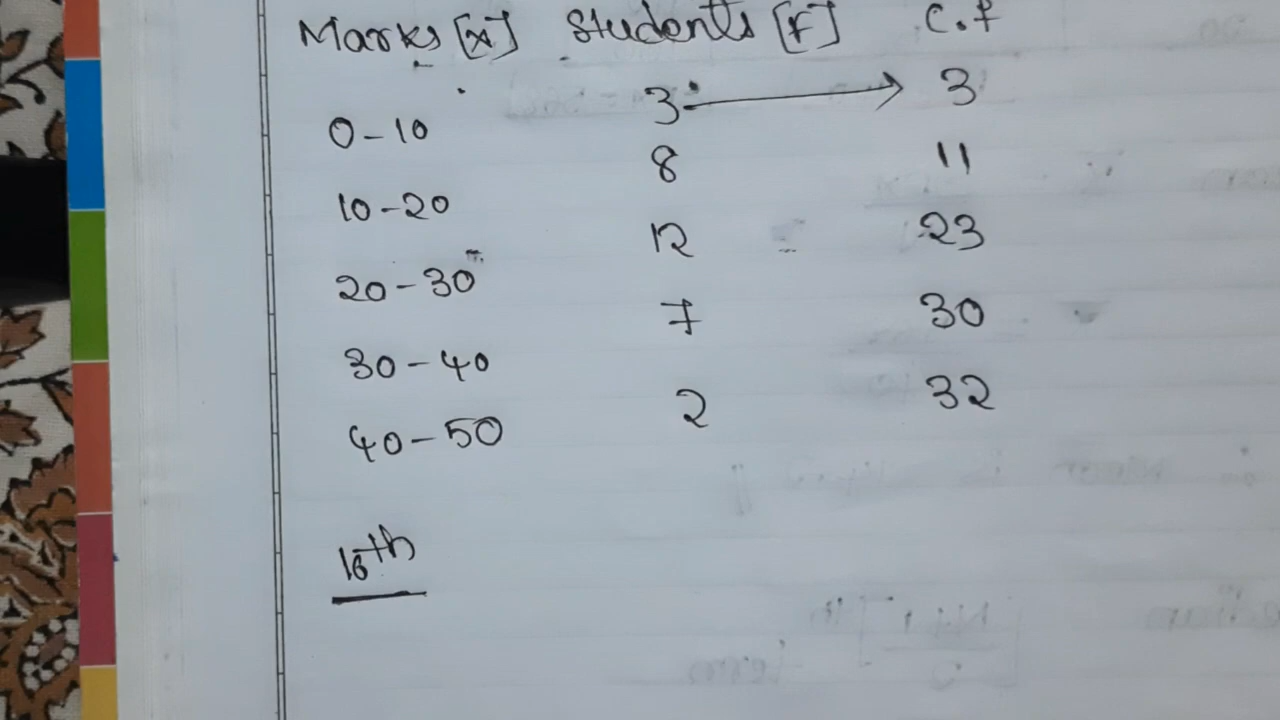 Marks [x] Students [F] C.f
0-10 3 → 3
10-20 8 11
20-30 12 23
30-40 7 30
40-50 2 32
16th